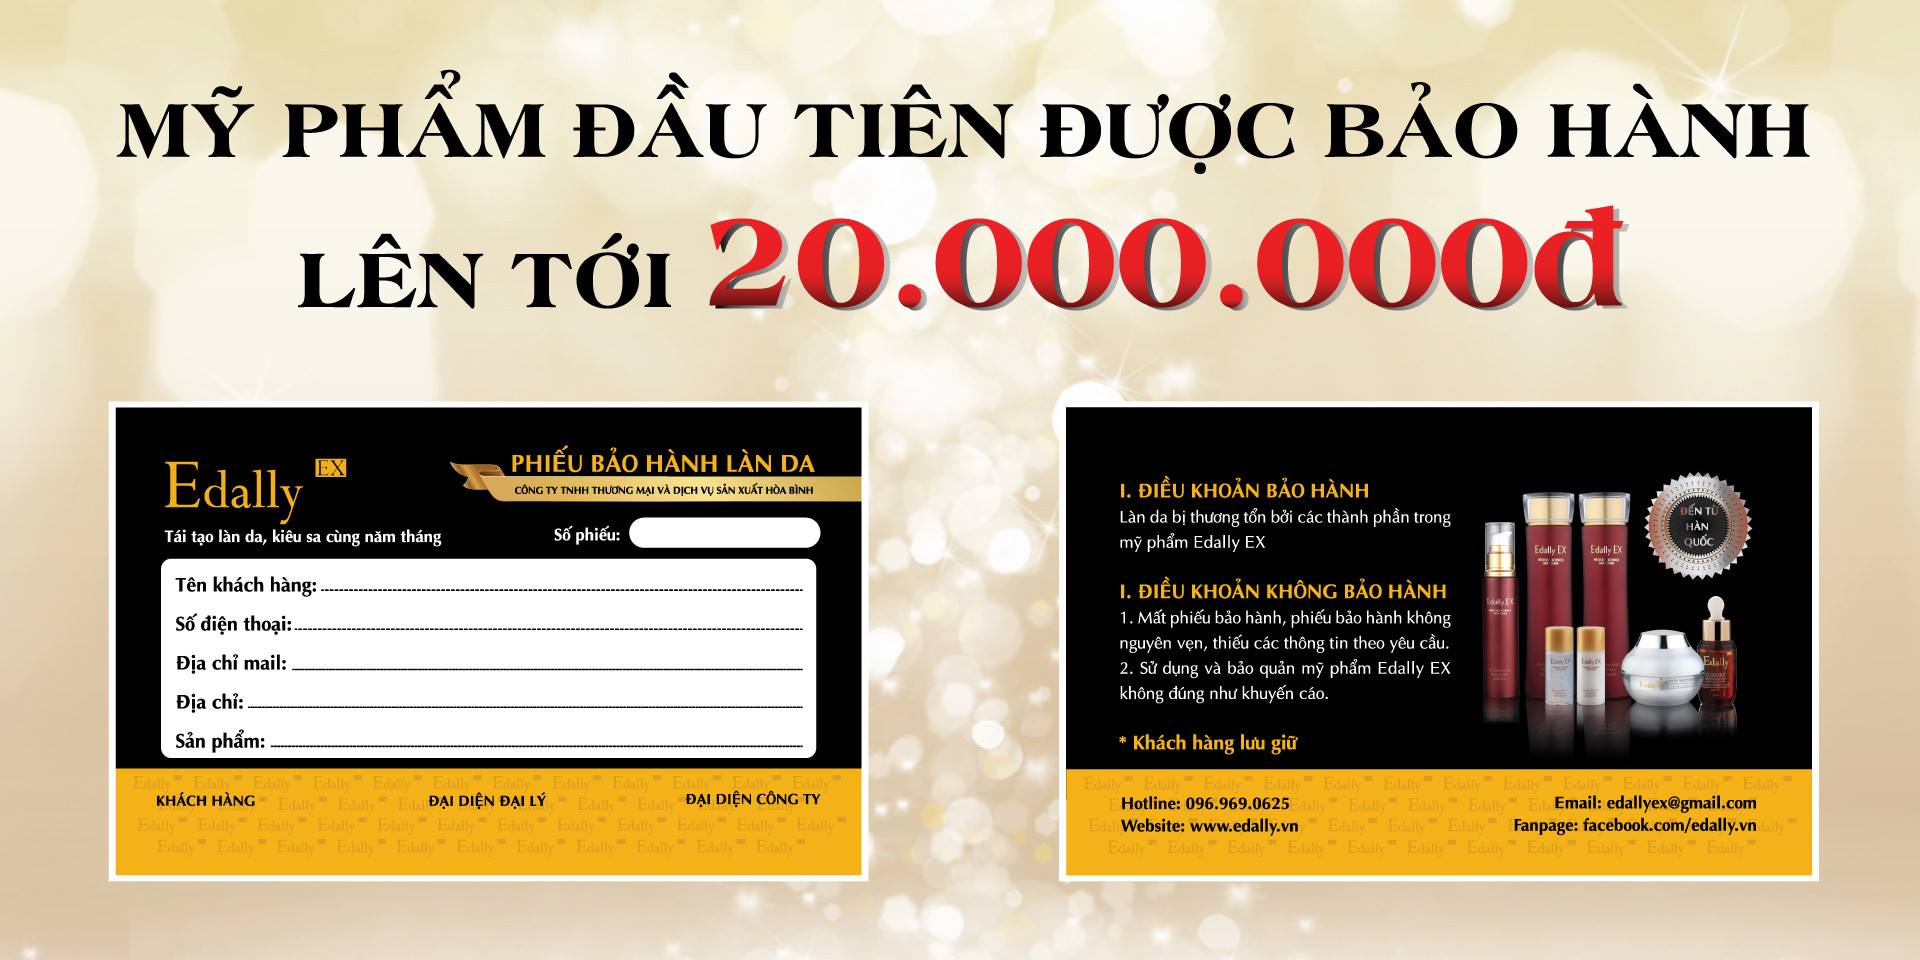 MỸ PHẨM ĐẦU TIÊN ĐƯỢC BẢO HÀNH
LÊN TỚI 20.000.000đ
Edally EX
Tái tạo làn da, kiêu sa cùng năm tháng
PHIẾU BẢO HÀNH LÀN DA
CÔNG TY TNHH THƯƠNG MẠI VÀ DỊCH VỤ SẢN XUẤT HÒA BÌNH
Số phiếu:
Tên khách hàng:
Số điện thoại:
Địa chỉ mail:
Địa chỉ:
Sản phẩm:
KHÁCH HÀNG ĐẠI DIỆN ĐẠI LÝ ĐẠI DIỆN CÔNG TY
I. ĐIỀU KHOẢN BẢO HÀNH
Làn da bị thương tổn bởi các thành phần trong
mỹ phẩm Edally EX
I. ĐIỀU KHOẢN KHÔNG BẢO HÀNH
1. Mất phiếu bảo hành, phiếu bảo hành không
nguyên vẹn, thiếu các thông tin theo yêu cầu.
2. Sử dụng và bảo quản mỹ phẩm Edally EX
không đúng như khuyến cáo.
* Khách hàng lưu giữ
ĐẾN TỪ
HÀN
QUỐC
Edally EX
Edally EX
Edally EX
Edally EX
Edally EX
Edally
Edally
Hotline: 096.969.0625
Website: www.edally.vn
Email: edallyex@gmail.com
Fanpage: facebook.com/edally.vn